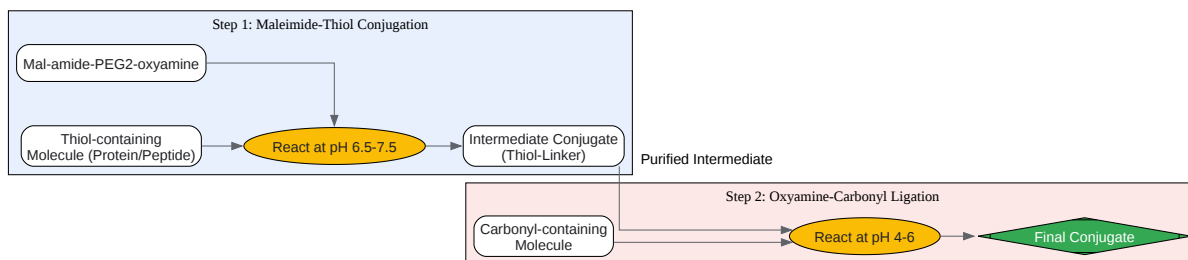 Step 1: Maleimide-Thiol Conjugation
Mal-amide-PEG2-oxyamine
Thiol-containing
Molecule (Protein/Peptide)
React at pH 6.5-7.5
Intermediate Conjugate
(Thiol-Linker)
Purified Intermediate
Step 2: Oxyamine-Carbonyl Ligation
Carbonyl-containing
Molecule
React at pH 4-6
Final Conjugate